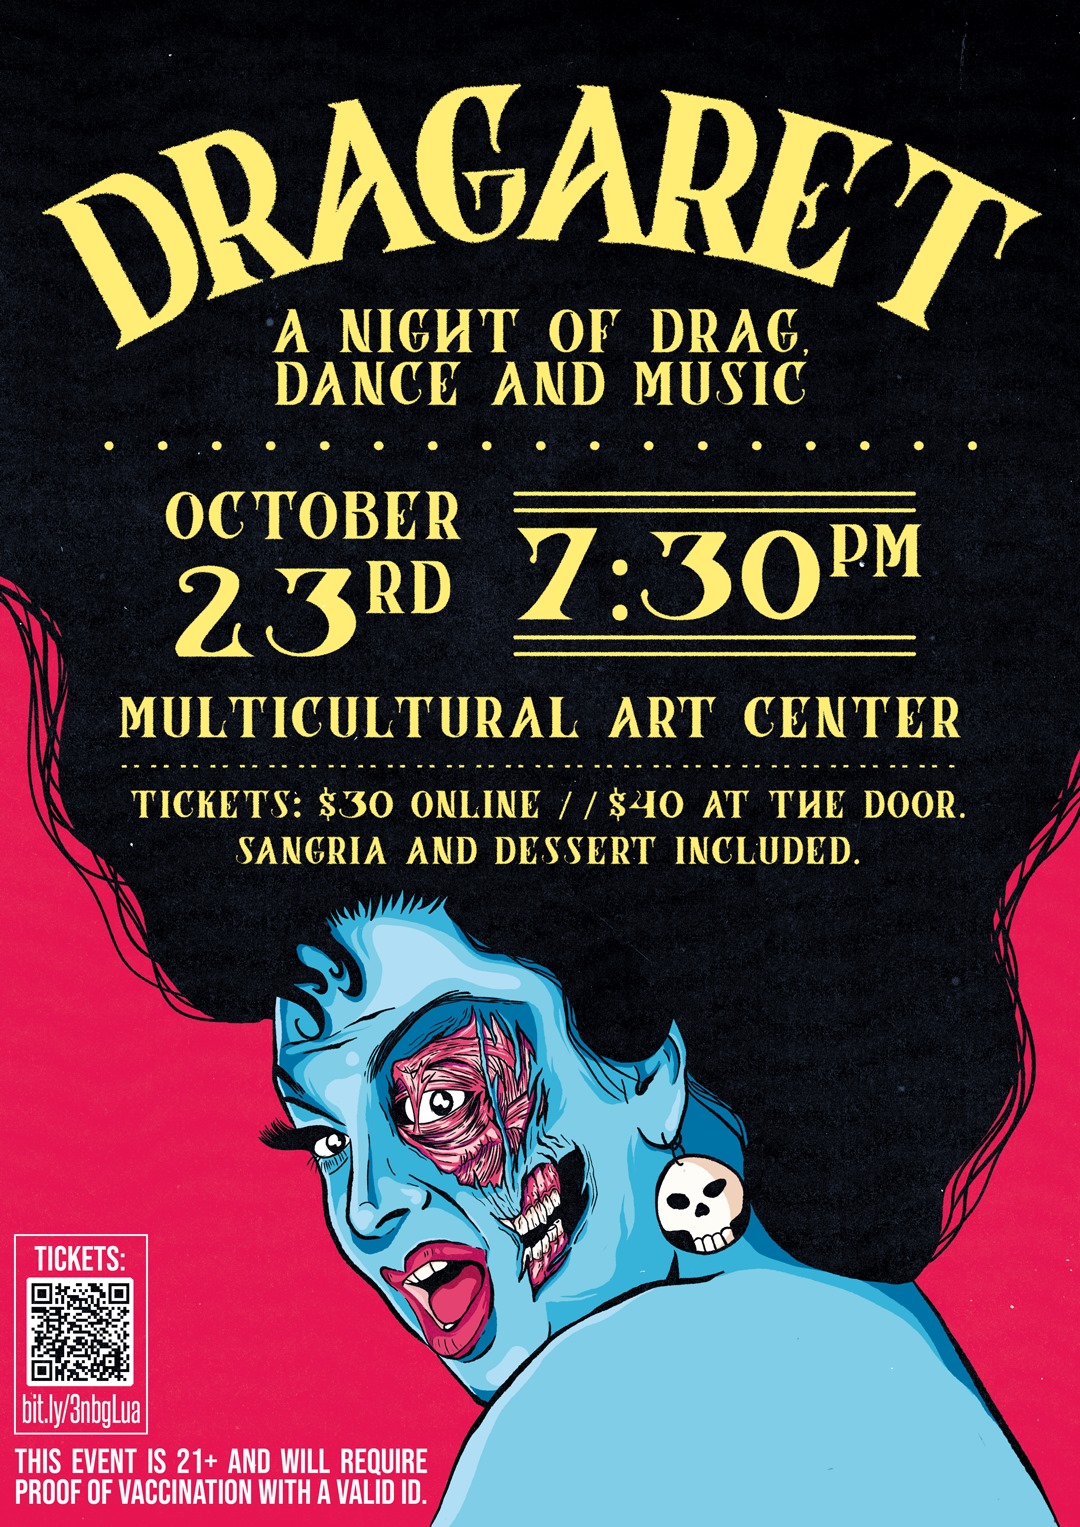 DRAGARET
A NIGHT OF DRAG,
DANCE AND MUSIC
OCTOBER
23RD
7:30PM
MULTICULTURAL ART CENTER
TICKETS: $30 ONLINE // $40 AT THE DOOR.
SANGRIA AND DESSERT INCLUDED.
TICKETS:
bit.ly/3nbgLua
THIS EVENT IS 21+ AND WILL REQUIRE
PROOF OF VACCINATION WITH A VALID ID.